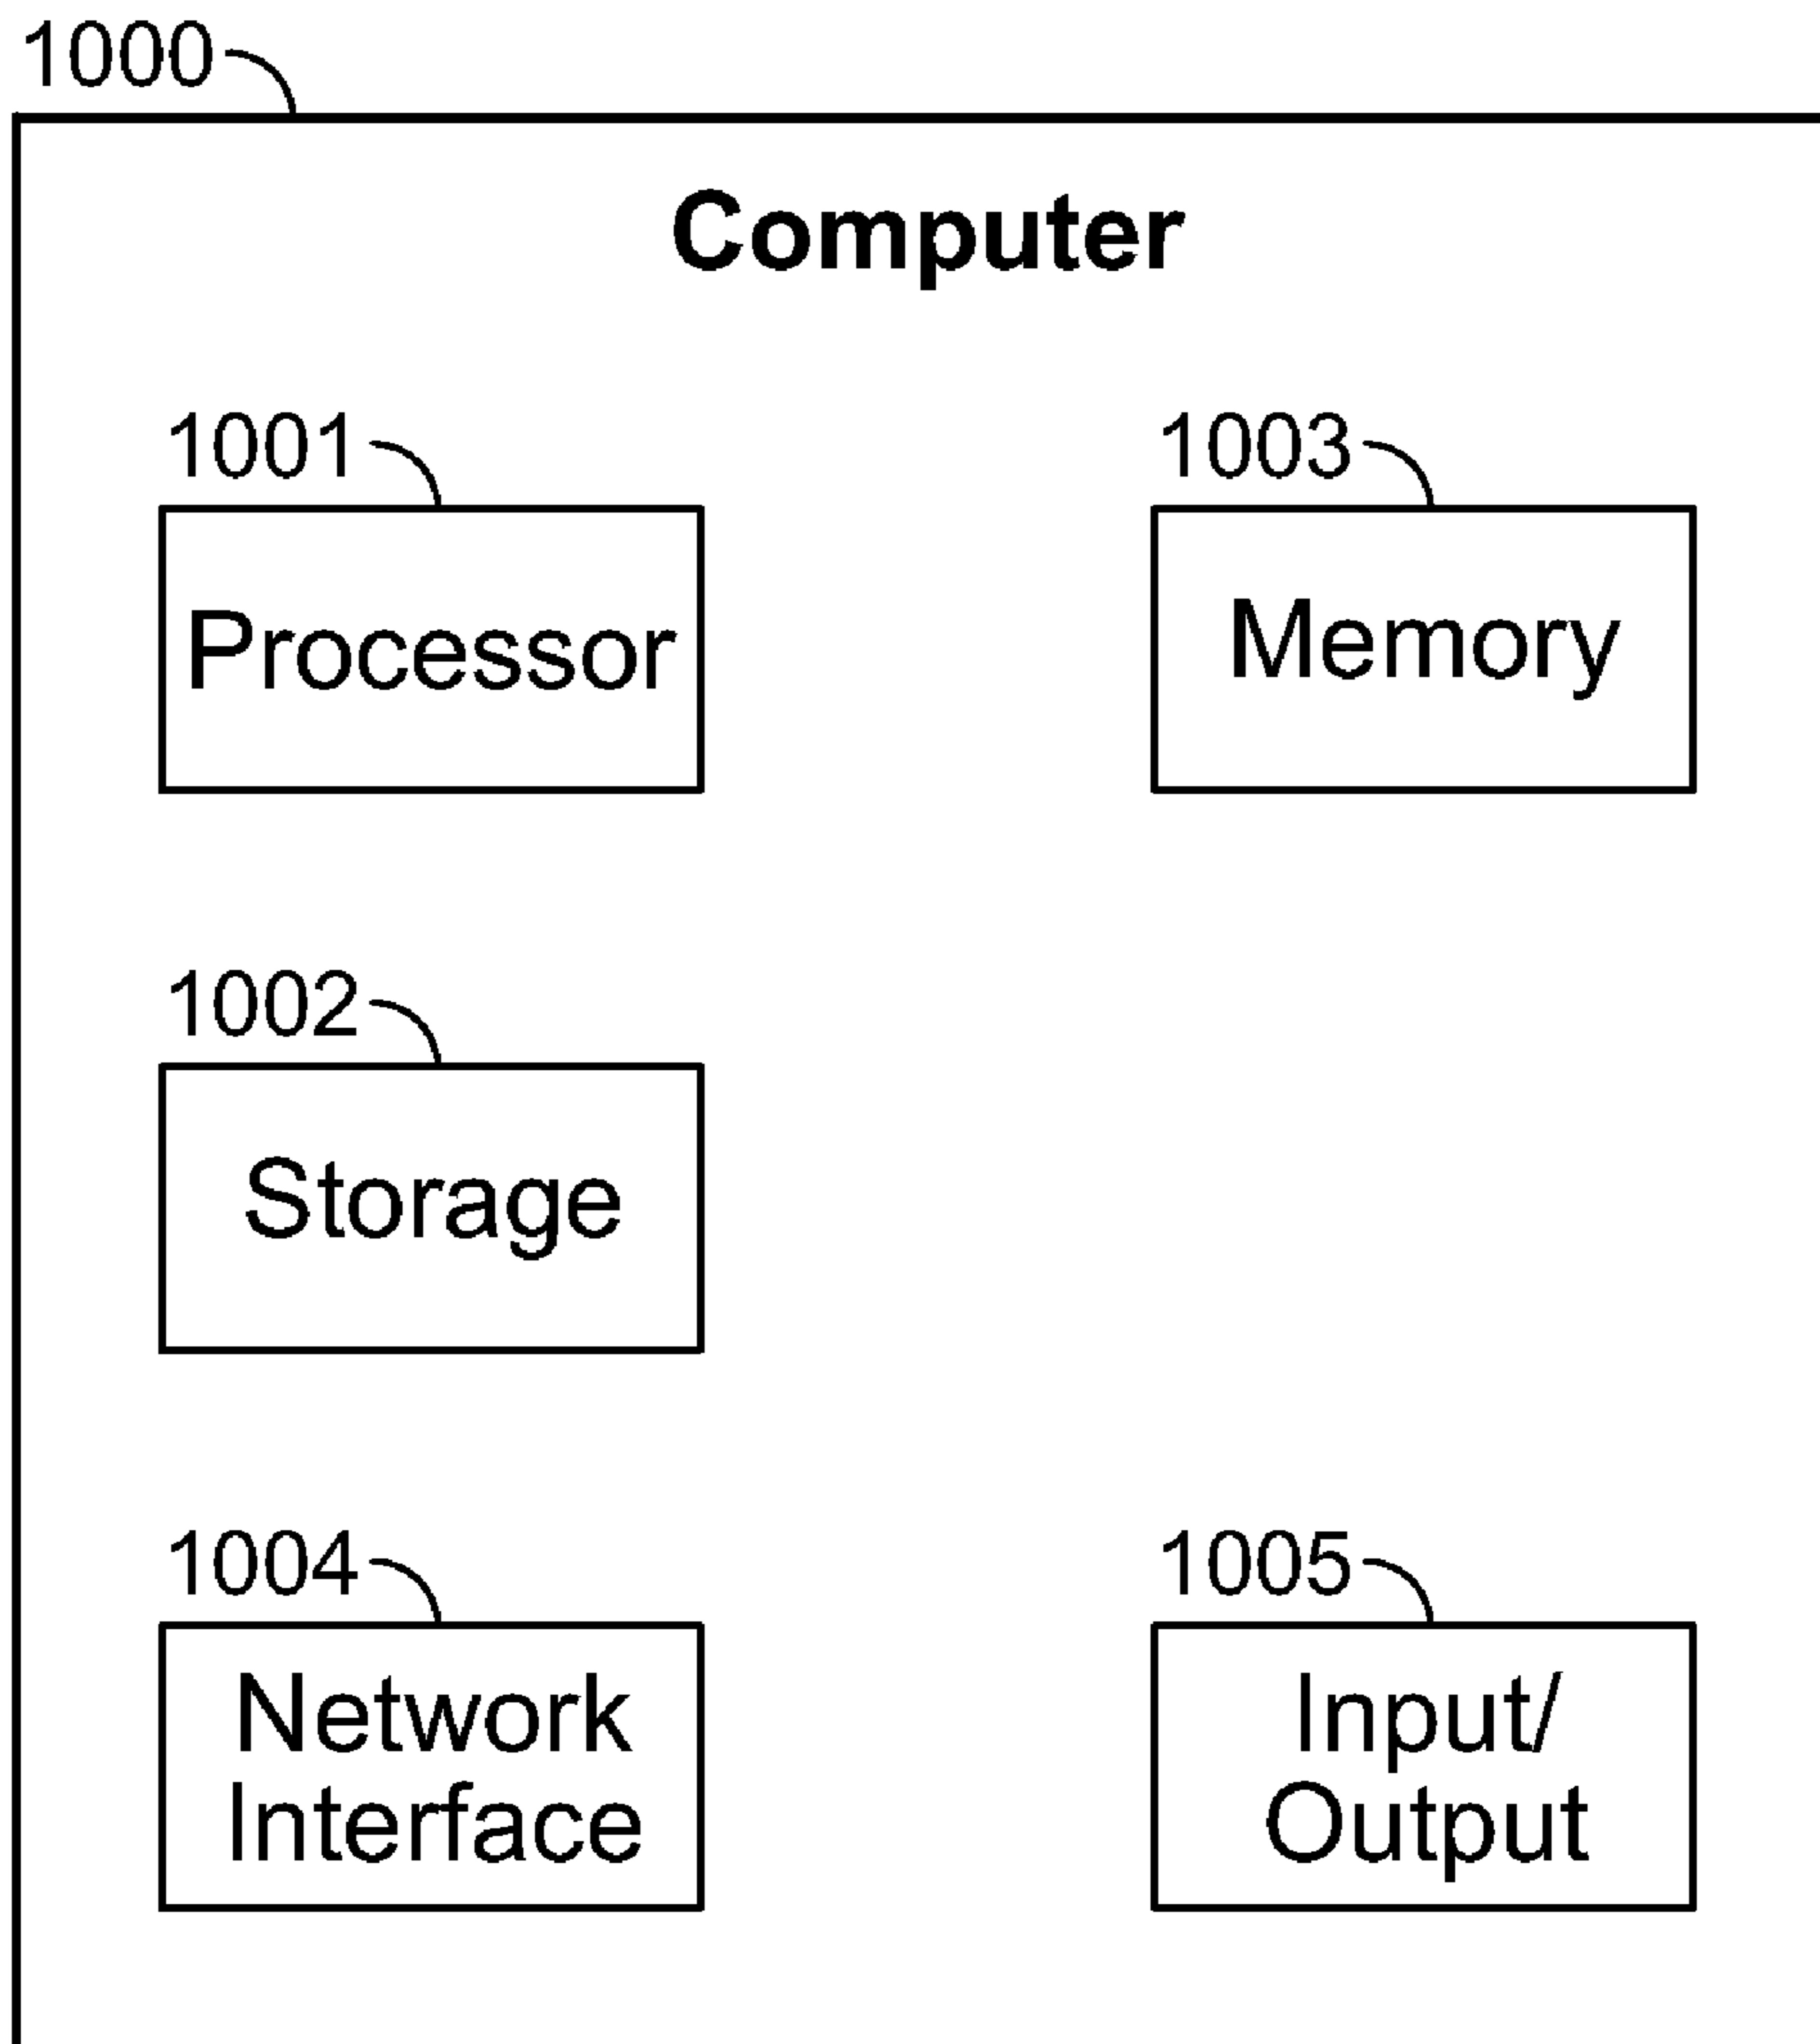 1000
Computer
1001
Processor
1003
Memory
1002
Storage
1004
Network
Interface
1005
Input/
Output